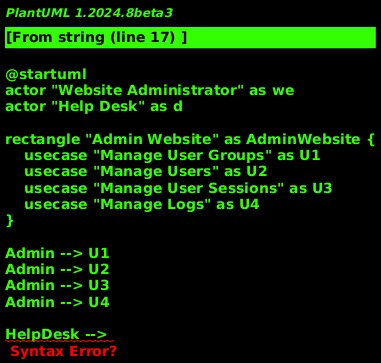 PlantUML 1.2024.8beta3
[From string (line 17) ]
@startuml
actor "Website Administrator" as we
actor "Help Desk" as d
rectangle "Admin Website" as AdminWebsite {
usecase "Manage User Groups" as U1
usecase "Manage Users" as U2
usecase "Manage User Sessions" as U3
usecase "Manage Logs" as U4
}
Admin --> U1
Admin --> U2
Admin --> U3
Admin --> U4
HelpDesk -->
Syntax Error?